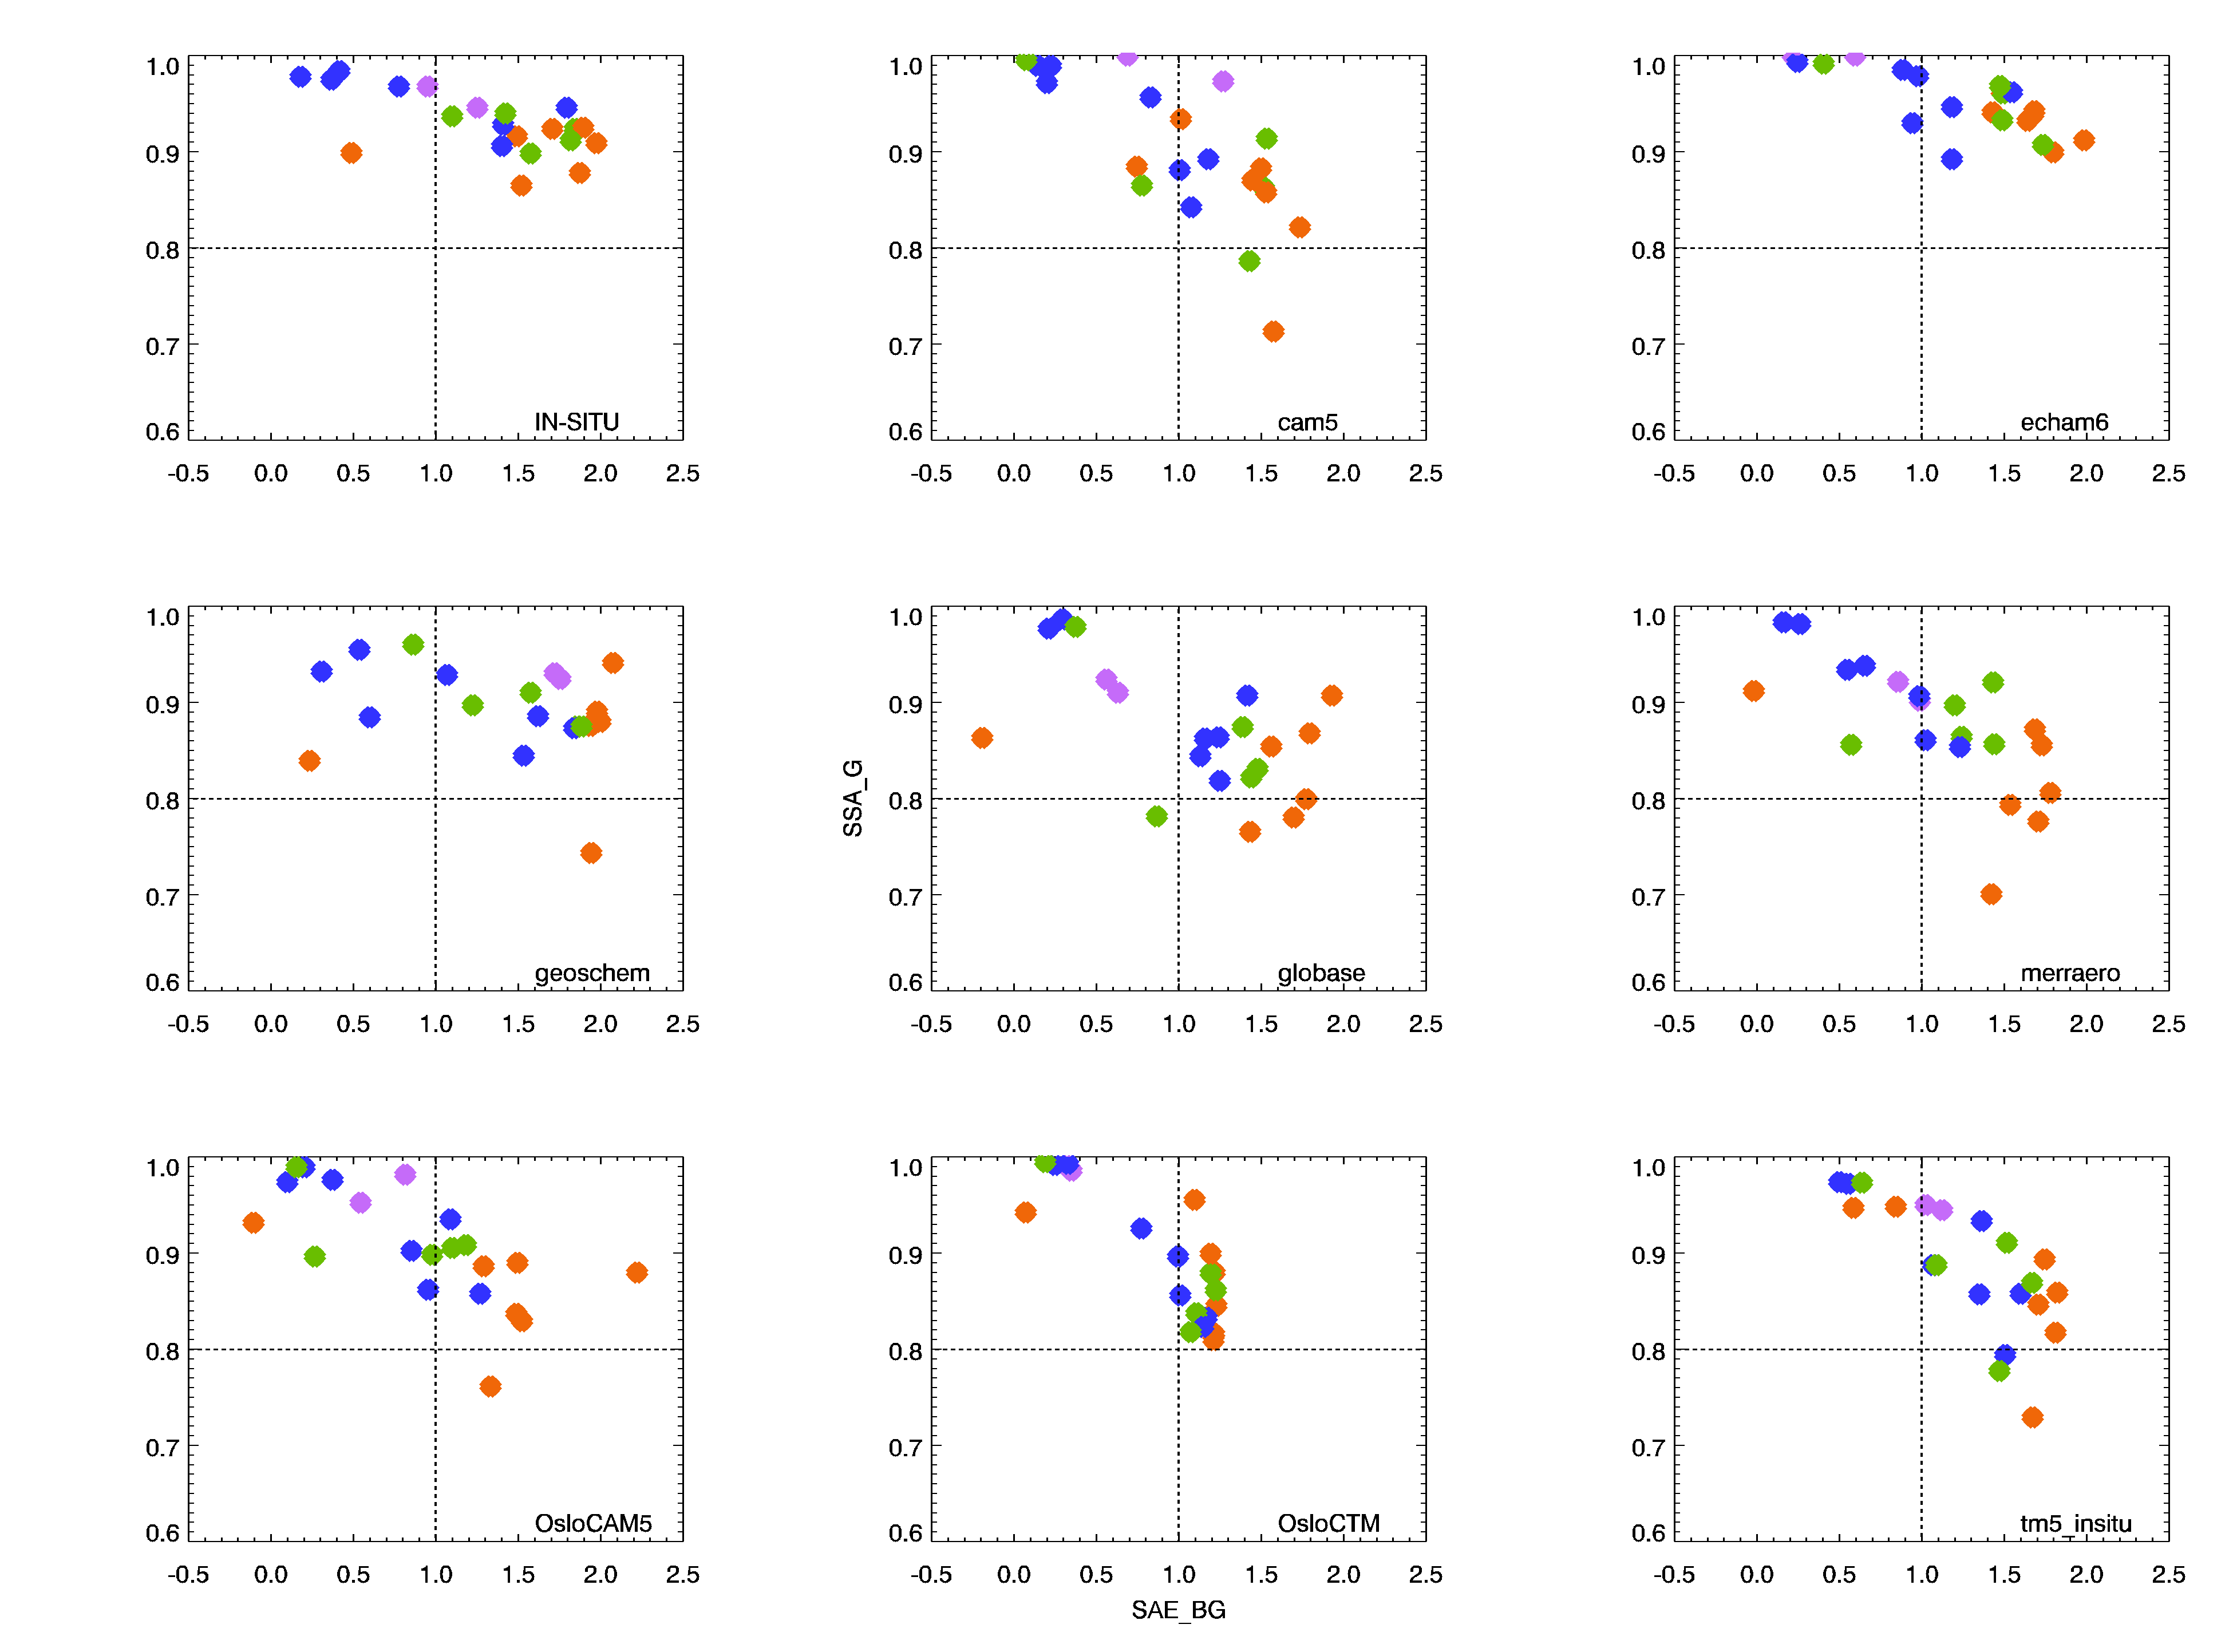 1.0 1.0 1.0
0.9 0.9 0.9
0.8 0.8 0.8
0.7 0.7 0.7
IN-SITU cam5 echam6
0.6 0.6 0.6
-0.5 0.0 0.5 1.0 1.5 2.0 2.5 -0.5 0.0 0.5 1.0 1.5 2.0 2.5 -0.5 0.0 0.5 1.0 1.5 2.0 2.5
1.0 1.0 1.0
0.9 0.9 0.9
SSA_G
0.8 0.8 0.8
0.7 0.7 0.7
geoschem globase merraero
0.6 0.6 0.6
-0.5 0.0 0.5 1.0 1.5 2.0 2.5 -0.5 0.0 0.5 1.0 1.5 2.0 2.5 -0.5 0.0 0.5 1.0 1.5 2.0 2.5
1.0 1.0 1.0
0.9 0.9 0.9
0.8 0.8 0.8
0.7 0.7 0.7
OsloCAM5 OsloCTM tm5_insitu
0.6 0.6 0.6
-0.5 0.0 0.5 1.0 1.5 2.0 2.5 -0.5 0.0 0.5 1.0 1.5 2.0 2.5 -0.5 0.0 0.5 1.0 1.5 2.0 2.5
SAE_BG